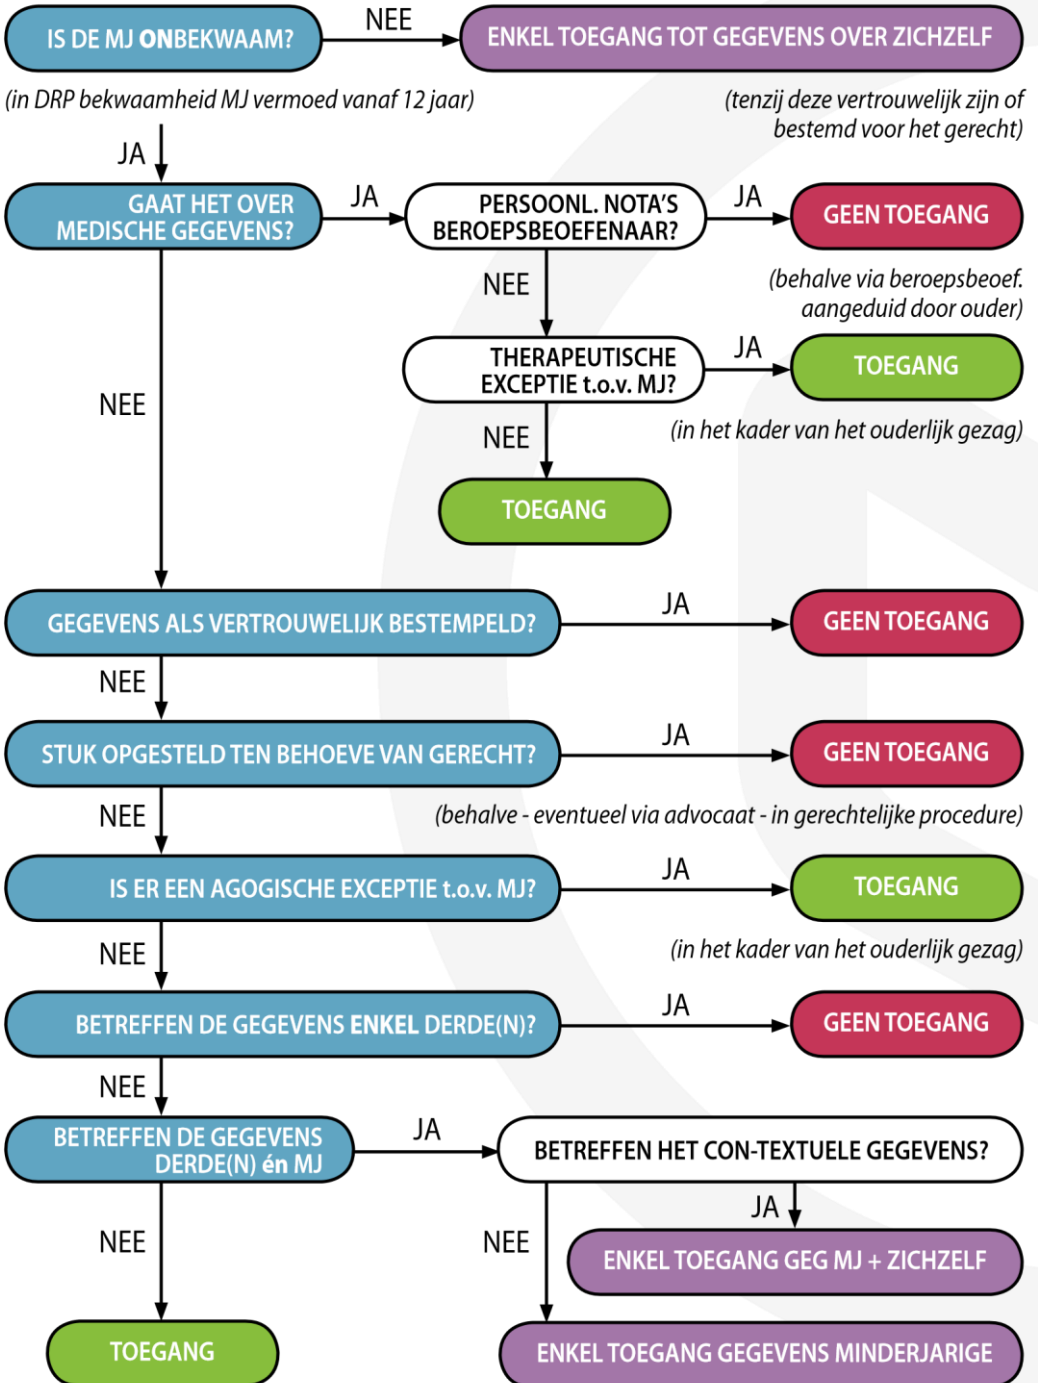 IS DE MJ ONBEKWAAM?
NEE
ENKEL TOEGANG TOT GEGEVENS OVER ZICHZELF
(in DRP bekwaamheid MJ vermoed vanaf 12 jaar)
(tenzij deze vertrouwelijk zijn of
bestemd voor het gerecht)
JA
GAAT HET OVER
MEDISCHE GEGEVENS?
JA
PERSOONL. NOTA'S
BEROEPSBEOEFENAAR?
JA
GEEN TOEGANG
(behalve via beroepsbeoef.
aangeduid door ouder)
NEE
THERAPEUTISCHE
EXCEPTIE t.o.v. MJ?
JA
TOEGANG
(in het kader van het ouderlijk gezag)
NEE
NEE
TOEGANG
GEGEVENS ALS VERTROUWELIJK BESTEMPELD?
JA
GEEN TOEGANG
NEE
STUK OPGESTELD TEN BEHOEVE VAN GERECHT?
JA
GEEN TOEGANG
NEE
(behalve - eventueel via advocaat - in gerechtelijke procedure)
IS ER EEN AGOGISCHE EXCEPTIE t.o.v. MJ?
JA
TOEGANG
NEE
(in het kader van het ouderlijk gezag)
BETREFFEN DE GEGEVENS ENKEL DERDE(N)?
JA
GEEN TOEGANG
NEE
BETREFFEN DE GEGEVENS
DERDE(N) én MJ
JA
BETREFFEN HET CON-TEXTUELE GEGEVENS?
JA
NEE
NEE
ENKEL TOEGANG GEG MJ + ZICHZELF
TOEGANG
ENKEL TOEGANG GEGEVENS MINDERJARIGE